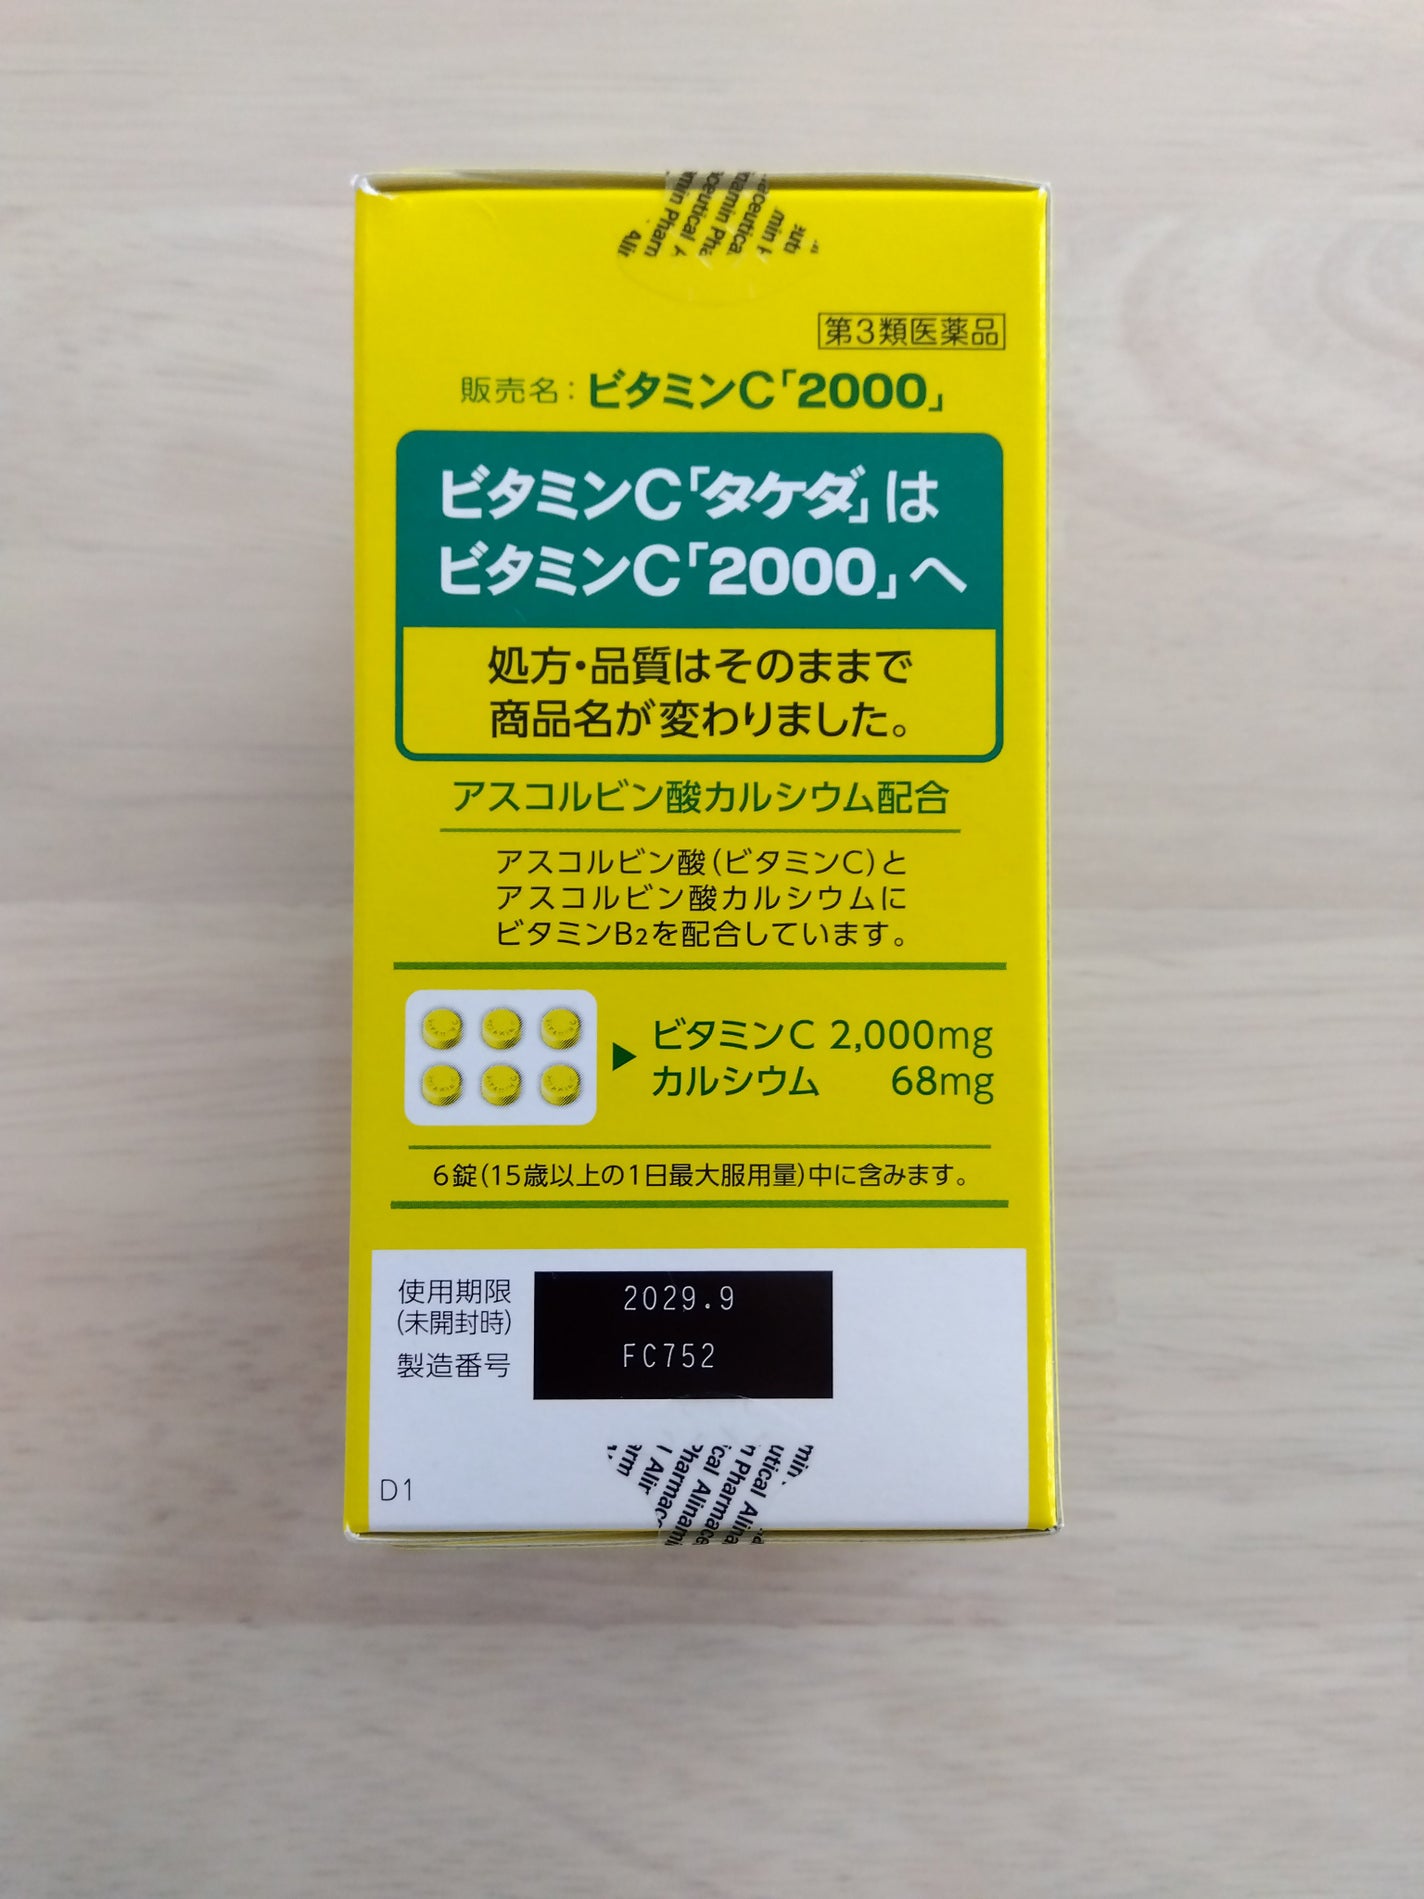 第3類医薬品
販売名：ビタミンC「2000」
ビタミンC「タケダ」は
ビタミンC「2000」へ
処方・品質はそのままで
商品名が変わりました。
アスコルビン酸カルシウム配合
アスコルビン酸（ビタミンC）と
アスコルビン酸カルシウムに
ビタミンB2を配合しています。
ビタミンC 2,000mg
カルシウム 68mg
6錠（15歳以上の1日最大服用量）中に含みます。
使用期限
(未開封時)
2029.9
製造番号
FC752
D1